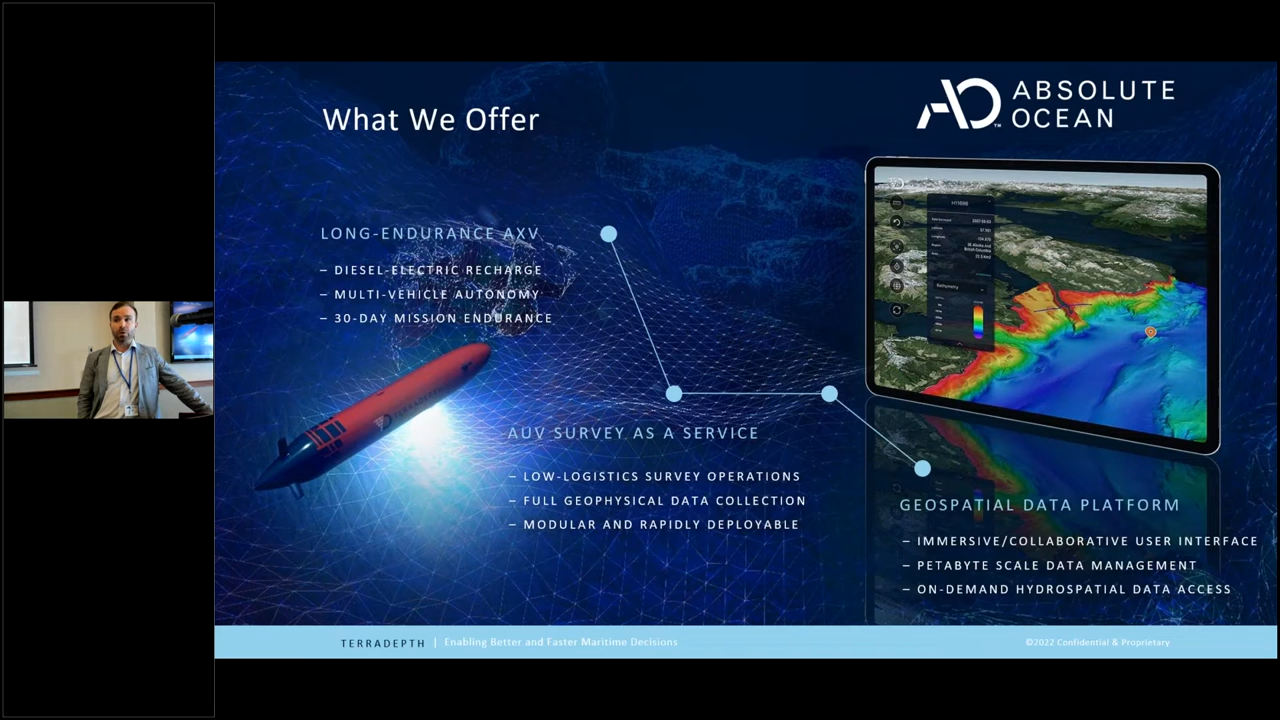 What We Offer
ABSOLUTE
OCEAN
LONG-ENDURANCE AXV
– DIESEL-ELECTRIC RECHARGE
– MULTI-VEHICLE AUTONOMY
– 30-DAY MISSION ENDURANCE
AUV SURVEY AS A SERVICE
– LOW-LOGISTICS SURVEY OPERATIONS
– FULL GEOPHYSICAL DATA COLLECTION
– MODULAR AND RAPIDLY DEPLOYABLE
Bathymetry
GEOSPATIAL DATA PLATFORM
– IMMERSIVE/COLLABORATIVE USER INTERFACE
– PETABYTE SCALE DATA MANAGEMENT
– ON-DEMAND HYDROSPATIAL DATA ACCESS
TERRADEPTH | Enabling Better and Faster Maritime Decisions
©2022 Confidential & Proprietary